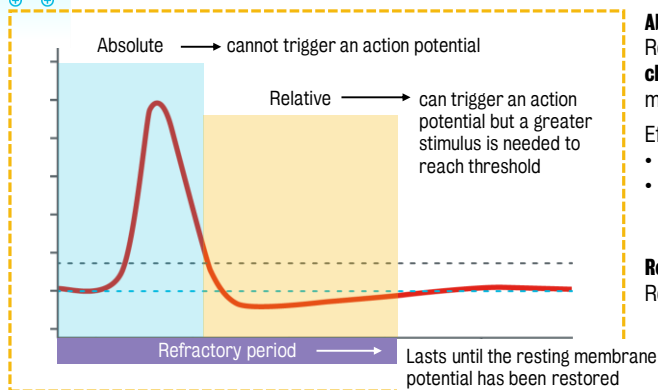 Absolute → cannot trigger an action potential
Relative → can trigger an action
potential but a greater
stimulus is needed to
reach threshold
Refractory period → Lasts until the resting membrane
potential has been restored
Ef
•
•